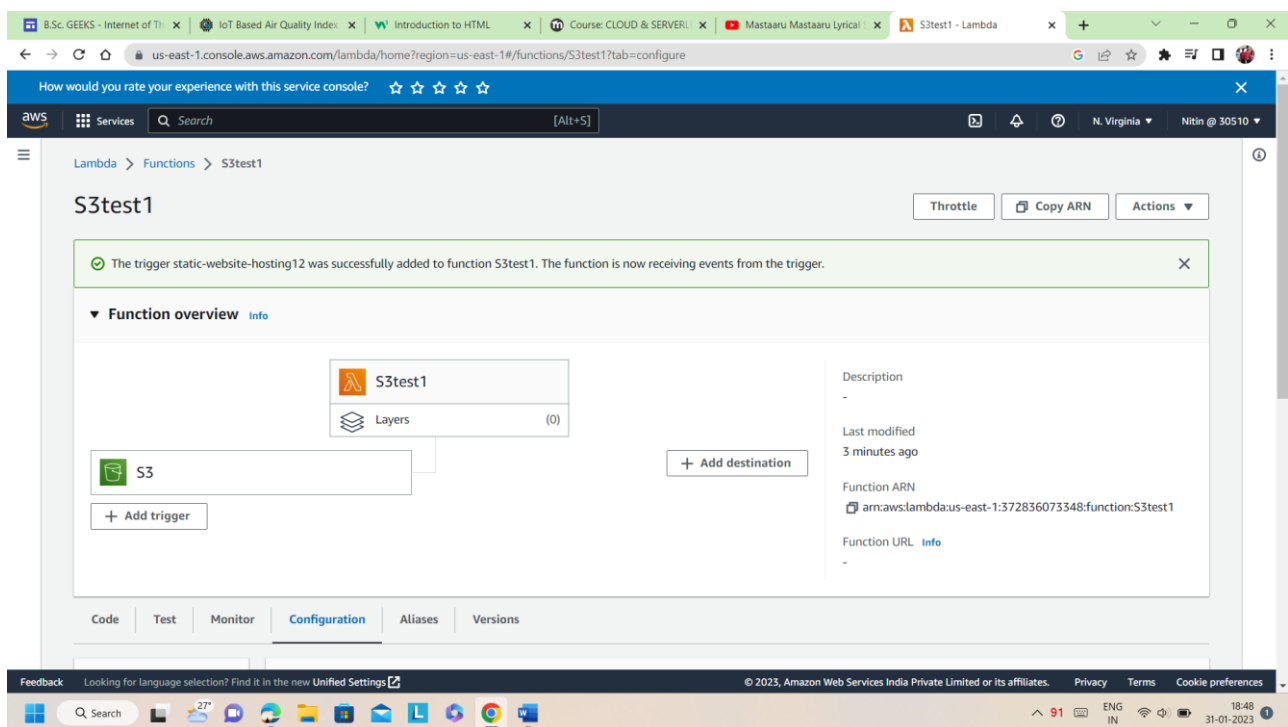 B.Sc. GEEKS - Internet of Th
IoT Based Air Quality Index
Introduction to HTML
Course: CLOUD & SERVERL
Mastaaru Mastaaru Lyrical
S3test1 - Lambda
us-east-1.console.aws.amazon.com/lambda/home?region=us-east-1#/functions/S3test1?tab=configure
How would you rate your experience with this service console?
aws Services Search [Alt+S] N. Virginia ▼ Nitin @ 30510 ▼
Lambda > Functions > S3test1
S3test1
Throttle Copy ARN Actions ▼
The trigger static-website-hosting12 was successfully added to function S3test1. The function is now receiving events from the trigger.
▼ Function overview Info
S3test1
Layers (0)
S3
+ Add trigger
+ Add destination
Description
-
Last modified
3 minutes ago
Function ARN
arn:aws:lambda:us-east-1:372836073348:function:S3test1
Function URL Info
-
Code Test Monitor Configuration Aliases Versions
Feedback Looking for language selection? Find it in the new Unified Settings © 2023, Amazon Web Services India Private Limited or its affiliates. Privacy Terms Cookie preferences
Search 27° 91 ENG IN 18:48 31-01-2023 1